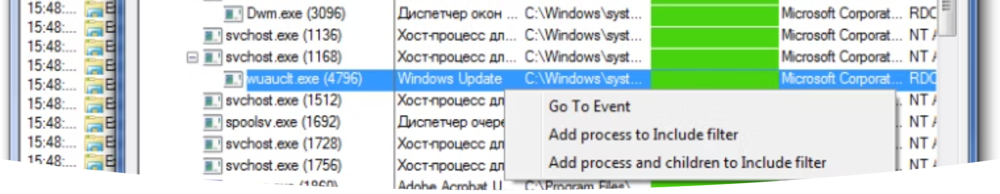 15:48:...
Dwm.exe (3096) Диспетчер окон ... C:\Windows\syst... Microsoft Corporat... RDC
15:48:...
svchost.exe (1136) Хост-процесс дл... C:\Windows\syst... Microsoft Corporat... NT
15:48:...
svchost.exe (1168) Хост-процесс дл... C:\Windows\syst... Microsoft Corporat... NT
15:48:...
wuauclt.exe (4796) Windows Update C:\Windows\syst... Microsoft Corporat... RDC
15:48:...
svchost.exe (1512) Хост-процесс дл NT
15:48:...
Go To Event
15:48:...
spoolsv.exe (1692) Диспетчер очере NT
Add process to Include filter
15:48:...
svchost.exe (1728) Хост-процесс дл NT
15:48:...
svchost.exe (1756) Хост-процесс дл NT
Add process and children to Include filter
(1860) Adobe Acrobat U... C:\Program Files\